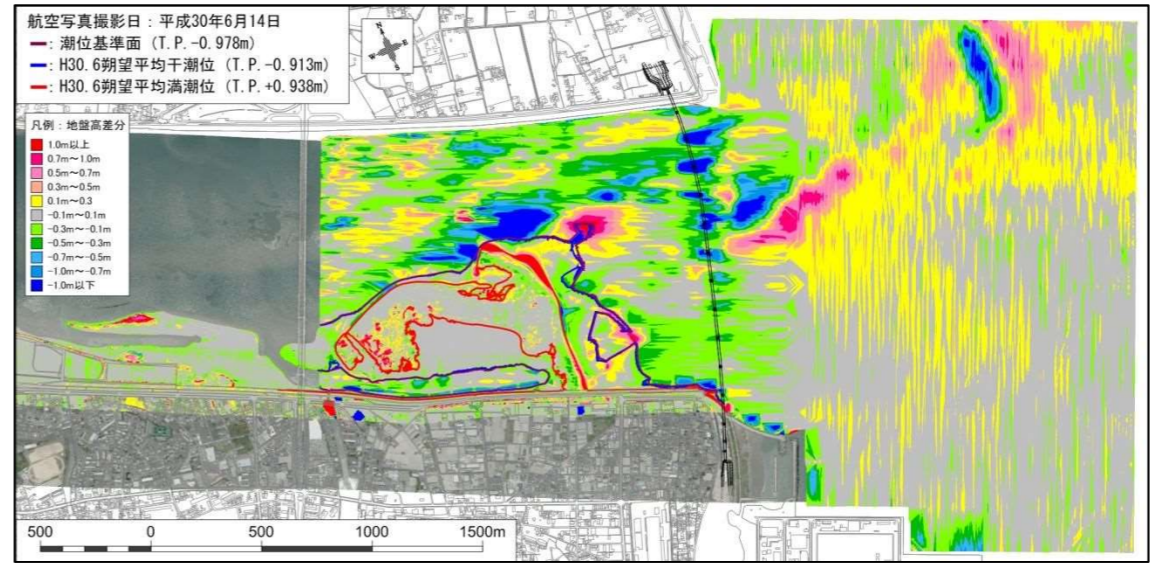 航空写真撮影日：平成30年6月14日
━: 潮位基準面 (T.P.-0.978m)
━: H30.6朔望平均干潮位 (T.P.-0.913m)
━: H30.6朔望平均満潮位 (T.P.+0.938m)
凡例：地盤高差分
1.0m以上
0.7m～1.0m
0.5m～0.7m
0.3m～0.5m
0.1m～0.3
-0.1m～0.1m
-0.3m～-0.1m
-0.5m～-0.3m
-0.7m～-0.5m
-1.0m～-0.7m
-1.0m以下
500 0 500 1000 1500m